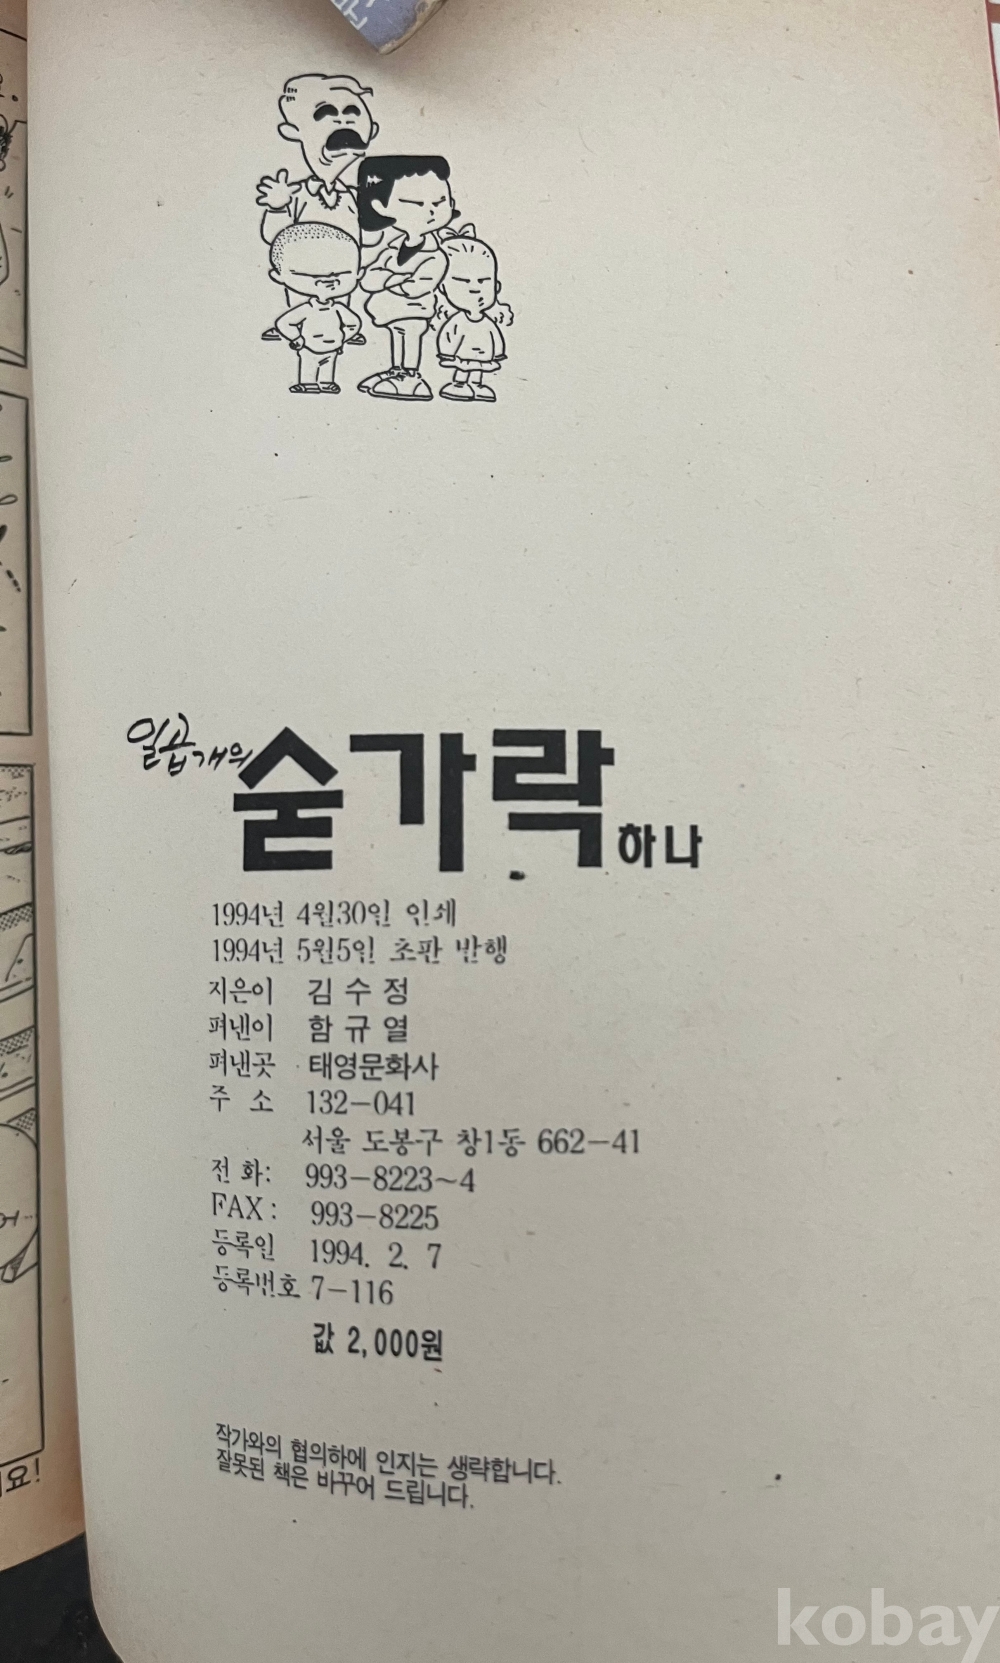 일곱개의 숟가락 하나
1994년 4월30일 인쇄
1994년 5월5일 초판 발행
지은이 김 수 정
펴낸이 함 규 열
펴낸곳 태영문화사
주 소 132-041
서울 도봉구 창1동 662-41
전 화: 993-8223~4
FAX: 993-8225
등록일 1994. 2. 7
등록번호 7-116
값 2,000원
작가와의 협의하에 인지는 생략합니다.
잘못된 책은 바꾸어 드립니다.
요!
kobay